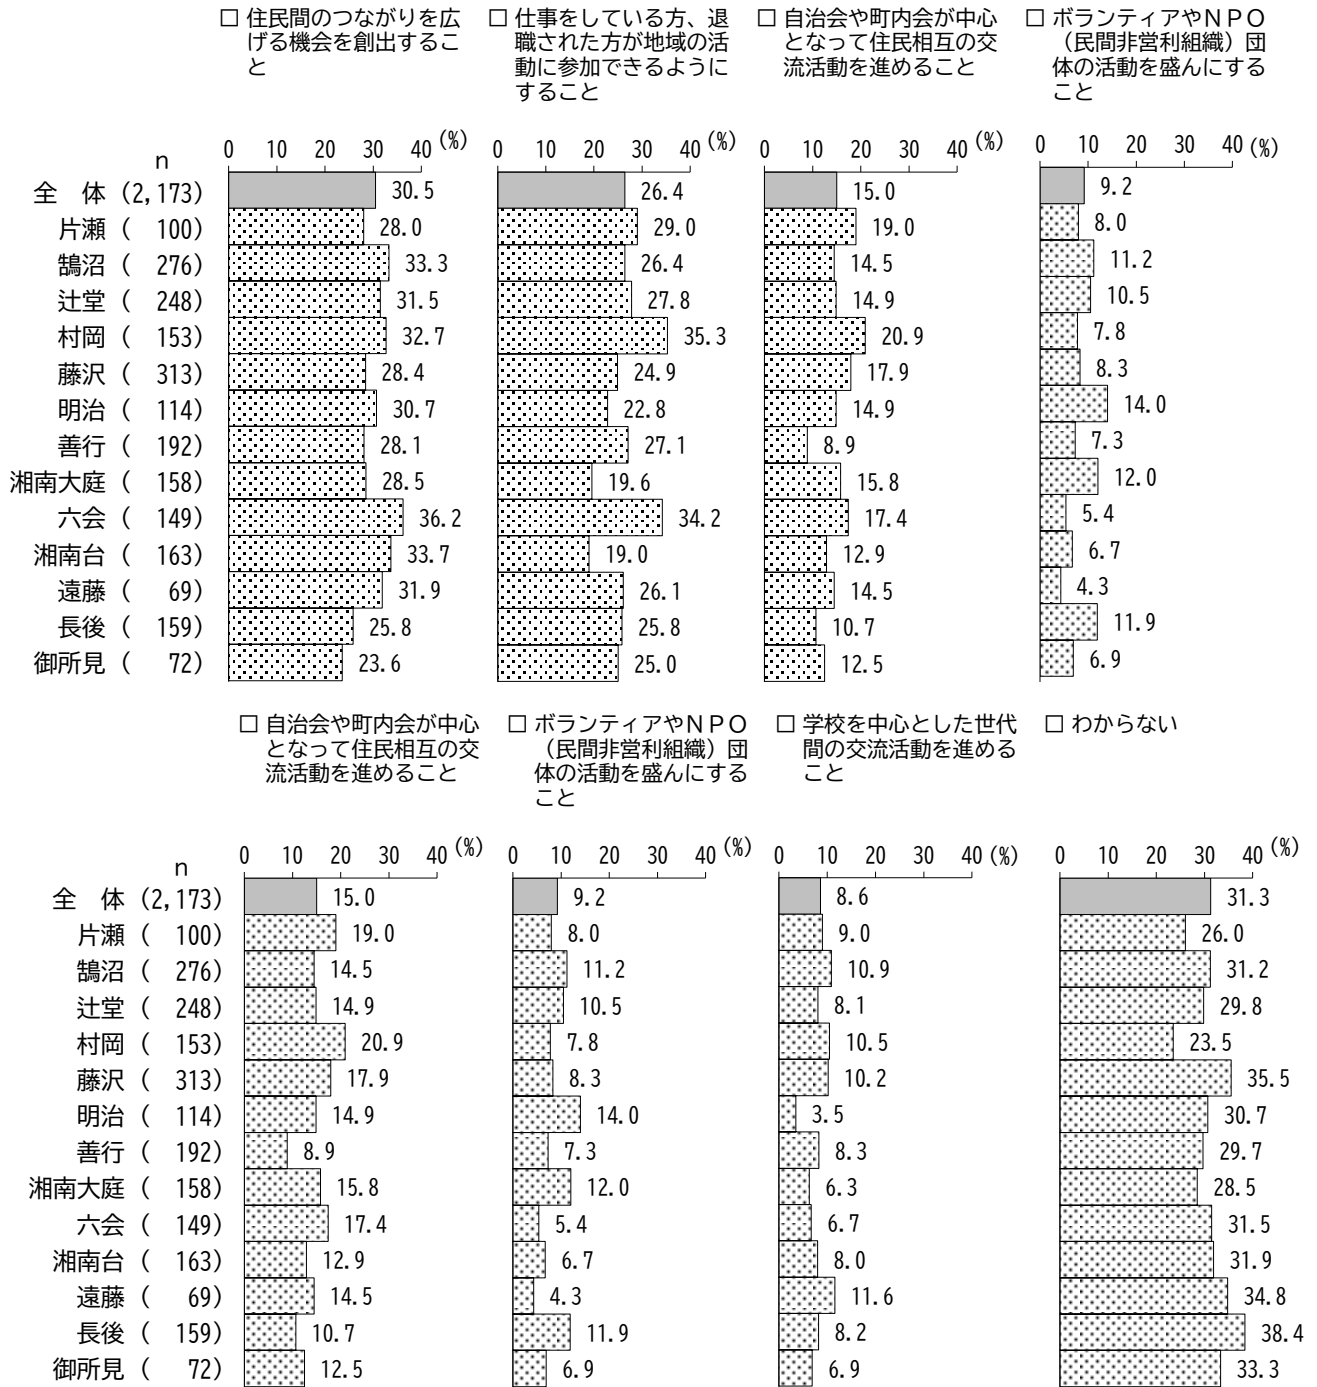 □ 住民間のつながりを広
げる機会を創出するこ
と
□ 仕事をしている方、退
職された方が地域の活
動に参加できるように
すること
□ 自治会や町内会が中心
となって住民相互の交
流活動を進めること
□ ボランティアやＮＰＯ
（民間非営利組織）団
体の活動を盛んにする
こと
n 0 10 20 30 40 (%) 0 10 20 30 40 (%) 0 10 20 30 40 (%) 0 10 20 30 40 (%)
全 体 (2,173) 30.5 26.4 15.0 9.2
片瀬 ( 100) 28.0 29.0 19.0 8.0
鵠沼 ( 276) 33.3 26.4 14.5 11.2
辻堂 ( 248) 31.5 27.8 14.9 10.5
村岡 ( 153) 32.7 35.3 20.9 7.8
藤沢 ( 313) 28.4 24.9 17.9 8.3
明治 ( 114) 30.7 22.8 14.9 14.0
善行 ( 192) 28.1 27.1 8.9 7.3
湘南大庭 ( 158) 28.5 19.6 15.8 12.0
六会 ( 149) 36.2 34.2 17.4 5.4
湘南台 ( 163) 33.7 19.0 12.9 6.7
遠藤 ( 69) 31.9 26.1 14.5 4.3
長後 ( 159) 25.8 25.8 10.7 11.9
御所見 ( 72) 23.6 25.0 12.5 6.9
□ 自治会や町内会が中心
となって住民相互の交
流活動を進めること
□ ボランティアやＮＰＯ
（民間非営利組織）団
体の活動を盛んにする
こと
□ 学校を中心とした世代
間の交流活動を進める
こと
□ わからない
n 0 10 20 30 40 (%) 0 10 20 30 40 (%) 0 10 20 30 40 (%) 0 10 20 30 40 (%)
全 体 (2,173) 15.0 9.2 8.6 31.3
片瀬 ( 100) 19.0 8.0 9.0 26.0
鵠沼 ( 276) 14.5 11.2 10.9 31.2
辻堂 ( 248) 14.9 10.5 8.1 29.8
村岡 ( 153) 20.9 7.8 10.5 23.5
藤沢 ( 313) 17.9 8.3 10.2 35.5
明治 ( 114) 14.9 14.0 3.5 30.7
善行 ( 192) 8.9 7.3 8.3 29.7
湘南大庭 ( 158) 15.8 12.0 6.3 28.5
六会 ( 149) 17.4 5.4 6.7 31.5
湘南台 ( 163) 12.9 6.7 8.0 31.9
遠藤 ( 69) 14.5 4.3 11.6 34.8
長後 ( 159) 10.7 11.9 8.2 38.4
御所見 ( 72) 12.5 6.9 6.9 33.3